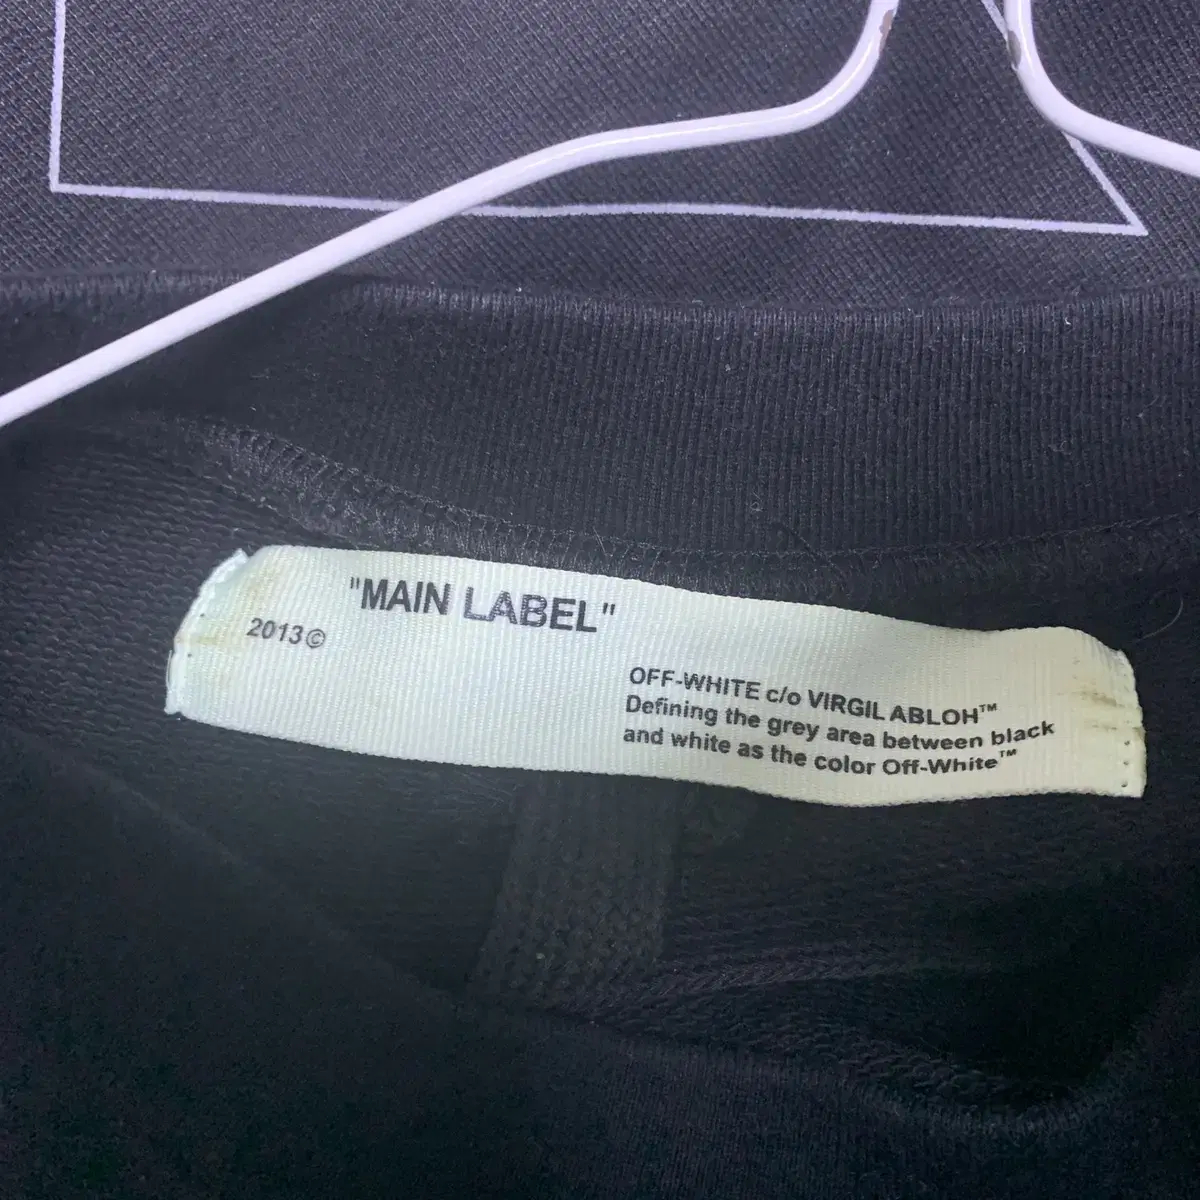 "MAIN LABEL"
2013©
OFF-WHITE c/o VIRGIL ABLOH™
Defining the grey area between black
and white as the color Off-White™